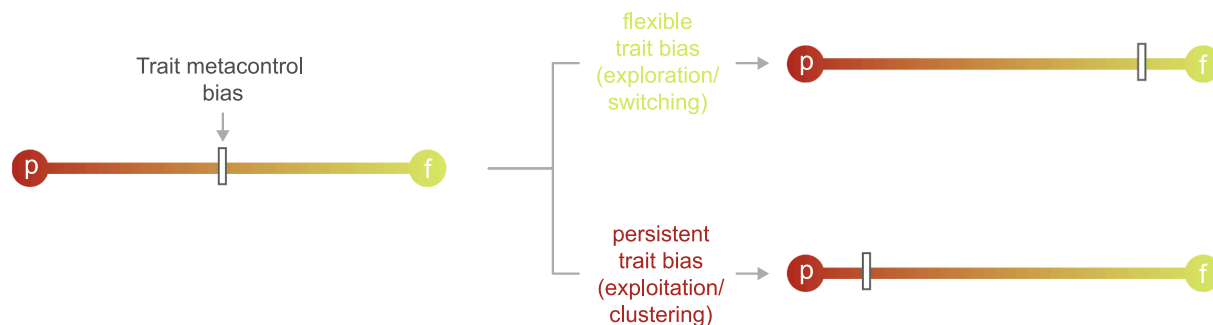 Trait metacontrol
bias
p
f
flexible
trait bias
(exploration/
switching)
p
f
persistent
trait bias
(exploitation/
clustering)
p
f